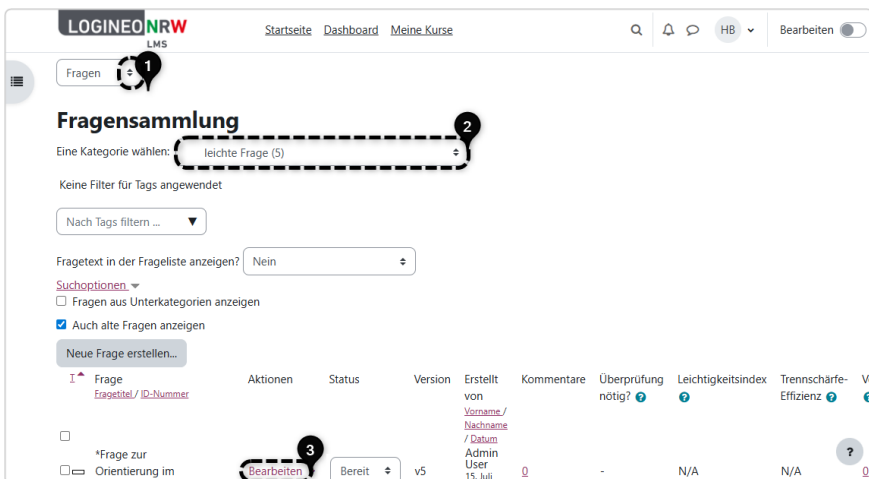 LOGINEO NRW
LMS
Startseite Dashboard Meine Kurse
HB
Bearbeiten
Fragen
1
Fragensammlung
2
Eine Kategorie wählen:
leichte Frage (5)
Keine Filter für Tags angewendet
Nach Tags filtern ... ▼
Fragetext in der Frageliste anzeigen? Nein
Suchoptionen
Fragen aus Unterkategorien anzeigen
Auch alte Fragen anzeigen
Neue Frage erstellen...
T Frage Aktionen Status Version Erstellt Kommentare Überprüfung Leichtigkeitsindex Trennschärfe-
Fragetitel / ID-Nummer von nötig? ? ? Effizienz ?
Vorname /
Nachname
/ Datum
3
*Frage zur Admin ?
Orientierung im Bearbeiten Bereit v5 User 0 - N/A N/A 0
15. Juli